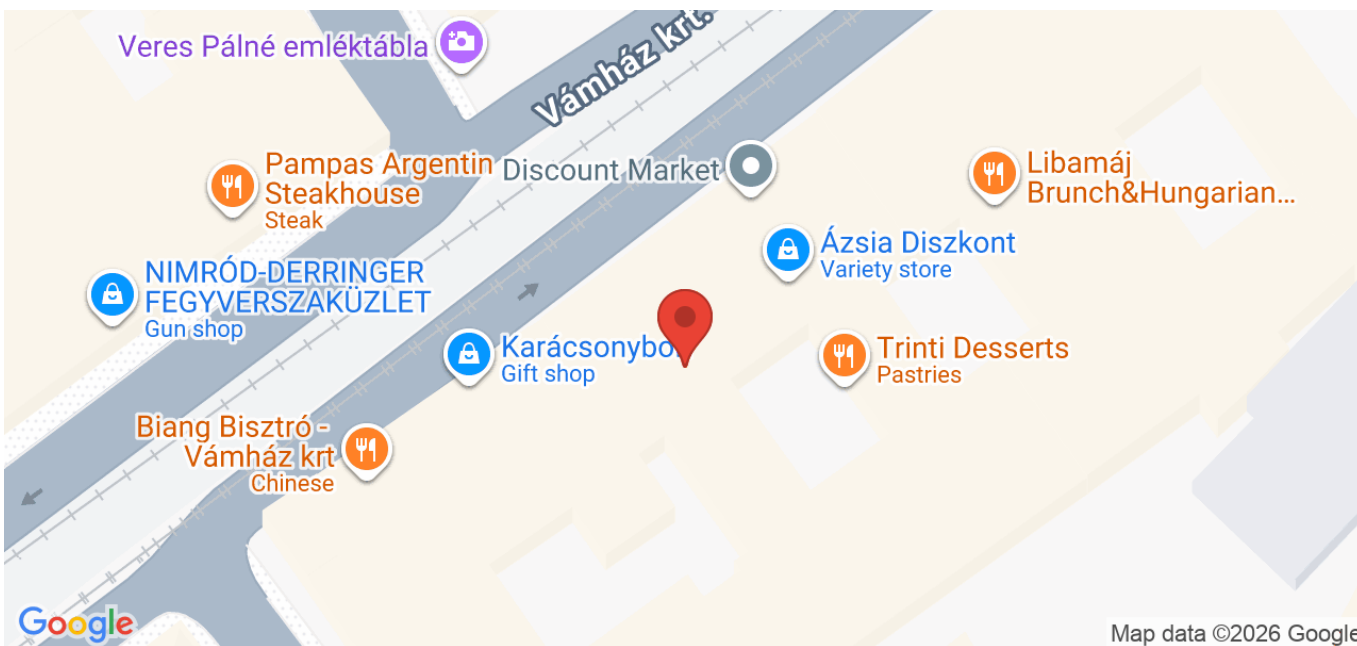 Veres Pálné emléktábla
Vámház krt.
Pampas Argentin
Steakhouse
Steak
Discount Market
Libamáj
Brunch&Hungarian...
Ázsia Diszkont
Variety store
NIMRÓD-DERRINGER
FEGYVERSZAKÜZLET
Gun shop
Gift shop
Trinti Desserts
Pastries
Biang Bisztró -
Vámház krt
Chinese
Google
Map data ©2026 Google